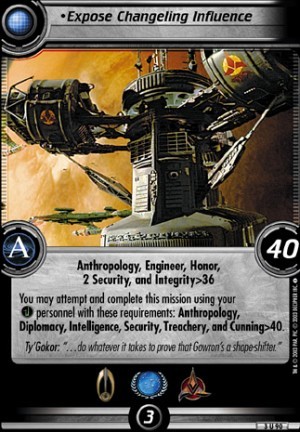 •Expose Changeling Influence
A
40
Anthropology, Engineer, Honor,
2 Security, and Integrity>36
You may attempt and complete this mission using your
personnel with these requirements: Anthropology,
Diplomacy, Intelligence, Security, Treachery, and Cunning>40.
Ty'Gokor: "...do whatever it takes to prove that Gowron's a shape-shifter."
3
3 U 90